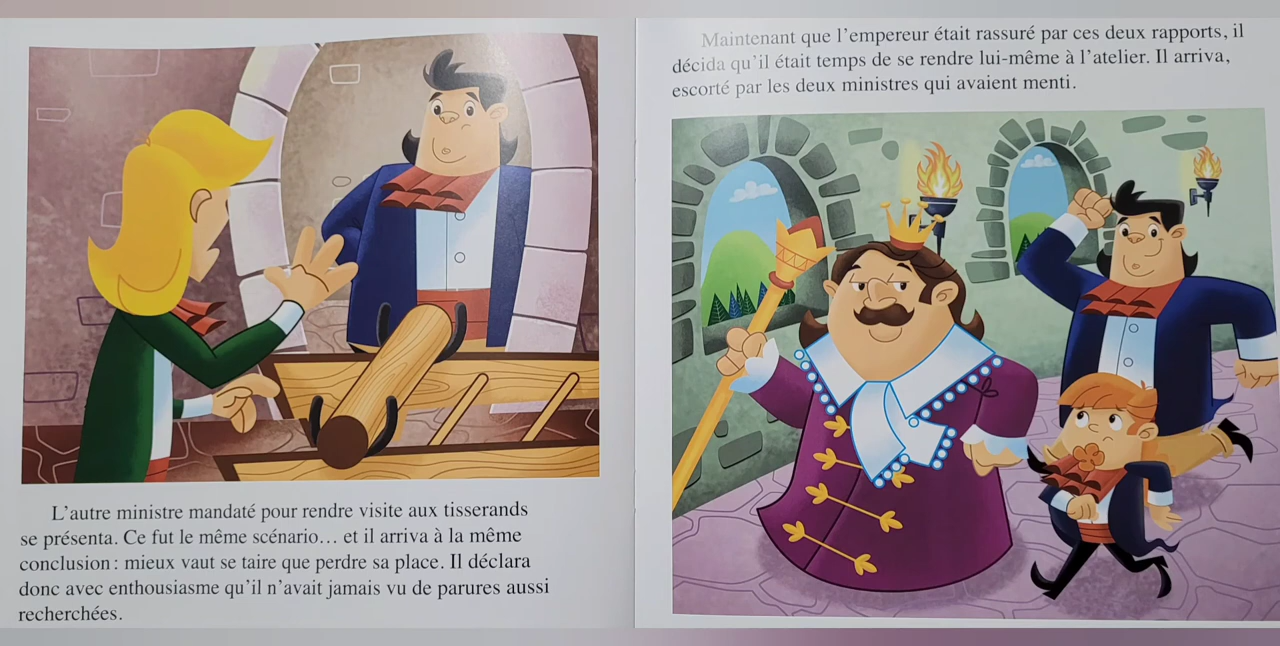 L'autre ministre mandaté pour rendre visite aux tisserands
se présenta. Ce fut le même scénario… et il arriva à la même
conclusion : mieux vaut se taire que perdre sa place. Il déclara
donc avec enthousiasme qu'il n'avait jamais vu de parures aussi
recherchées.
Maintenant que l'empereur était rassuré par ces deux rapports, il
décida qu'il était temps de se rendre lui-même à l'atelier. Il arriva,
escorté par les deux ministres qui avaient menti.